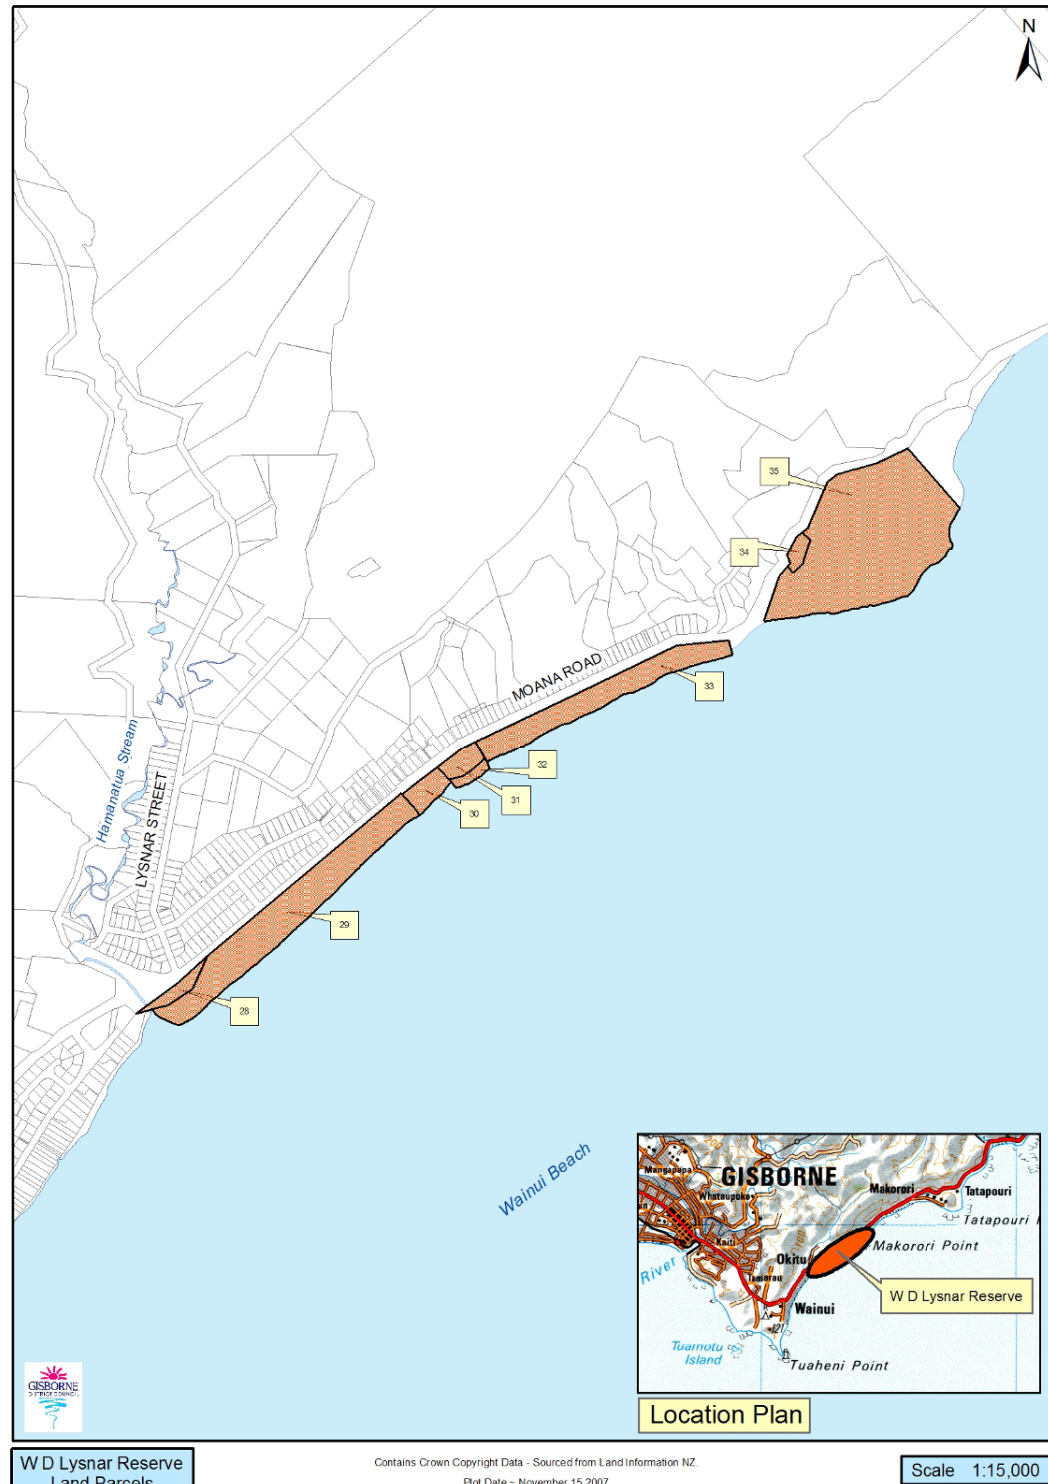 N
35
34
MOANA ROAD
33
32
31
30
Hamanatua Stream
LYSNAR STREET
29
28
Wainui Beach
Mangapapa
GISBORNE
Whataupoko
Makorori
Tatapouri
Tatapouri
Kaiti
Okitu
Makorori Point
River
Tamarau
W D Lysnar Reserve
Wainui
121
Tuamotu
Island
Tuaheni Point
GISBORNE
DISTRICT COUNCIL
Location Plan
W D Lysnar Reserve
Land Parcels
Contains Crown Copyright Data - Sourced from Land Information NZ.
Plot Date ~ November 15 2007
Scale 1:15,000